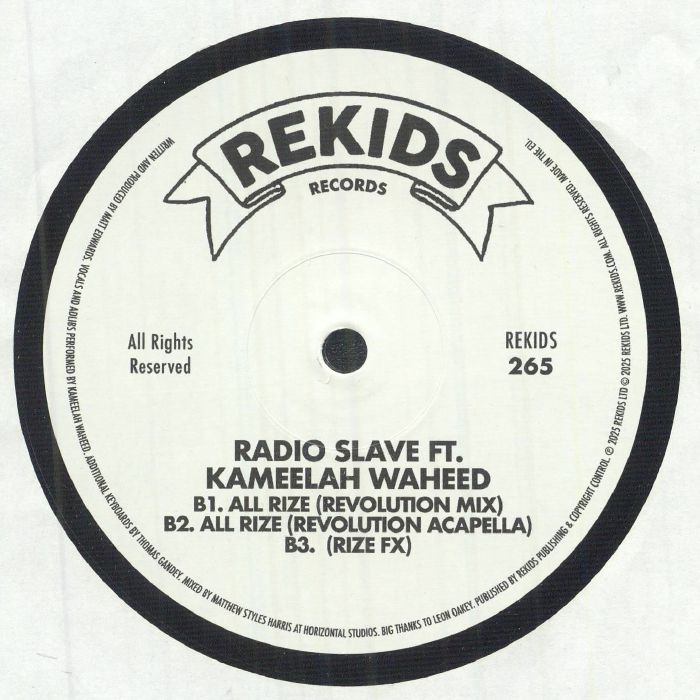 REKIDS
RECORDS
All Rights
Reserved
REKIDS
265
RADIO SLAVE FT.
KAMEELAH WAHEED
B1. ALL RIZE (REVOLUTION MIX)
B2. ALL RIZE (REVOLUTION ACAPELLA)
B3. (RIZE FX)
WRITTEN AND PRODUCED BY MATT EDWARDS. VOCALS AND ADLIBS PERFORMED BY KAMEELAH WAHEED. ADDITIONAL KEYBOARDS BY THOMAS GANDEY. MIXED BY MATTHEW STYLES HARRIS AT HORIZONTAL STUDIOS. BIG THANKS TO LEON OAKEY. PUBLISHED BY REKIDS PUBLISHING & COPYRIGHT CONTROL. ℗ 2025 REKIDS LTD © 2025 REKIDS LTD. WWW.REKIDS.COM. ALL RIGHTS RESERVED. MADE IN THE EU.